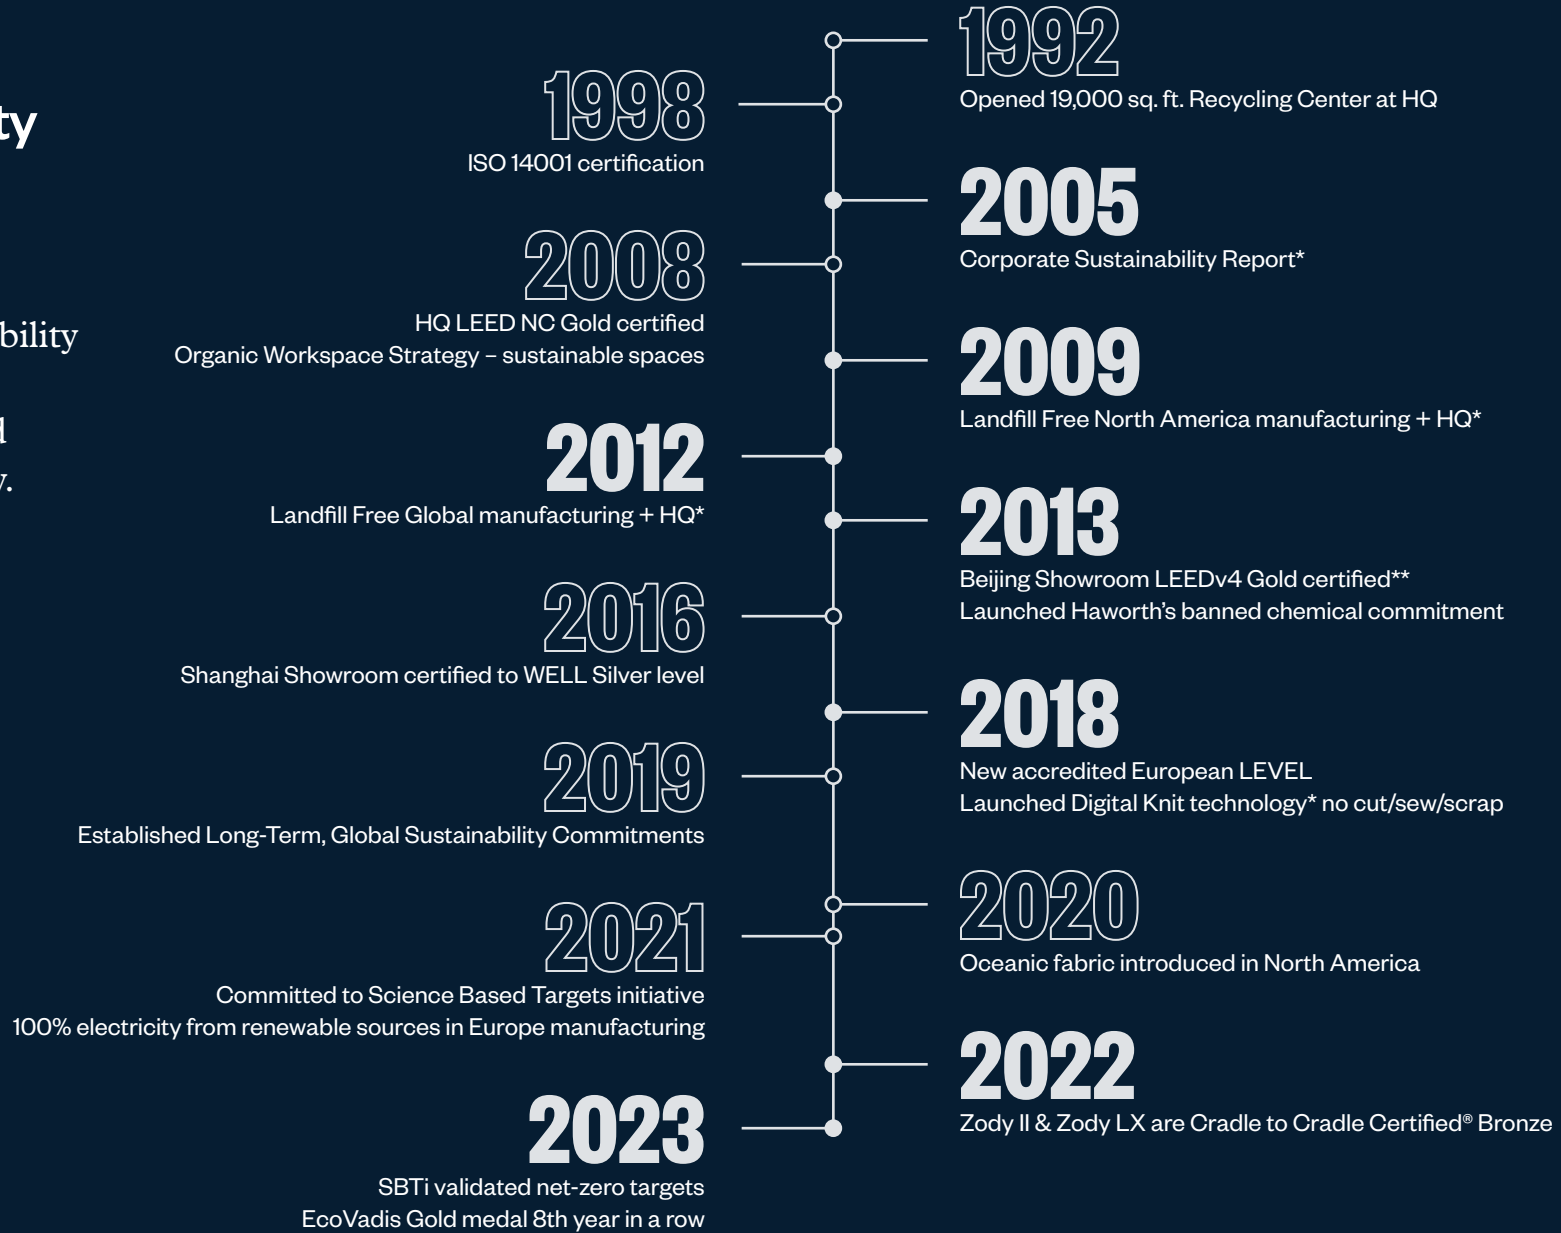 ty
bility
d
y.
1992
Opened 19,000 sq. ft. Recycling Center at HQ
1998
ISO 14001 certification
2005
Corporate Sustainability Report*
2008
HQ LEED NC Gold certified
Organic Workspace Strategy – sustainable spaces
2009
Landfill Free North America manufacturing + HQ*
2012
Landfill Free Global manufacturing + HQ*
2013
Beijing Showroom LEEDv4 Gold certified**
Launched Haworth’s banned chemical commitment
2016
Shanghai Showroom certified to WELL Silver level
2018
New accredited European LEVEL
Launched Digital Knit technology* no cut/sew/scrap
2019
Established Long-Term, Global Sustainability Commitments
2020
Oceanic fabric introduced in North America
2021
Committed to Science Based Targets initiative
100% electricity from renewable sources in Europe manufacturing
2022
Zody II & Zody LX are Cradle to Cradle Certified® Bronze
2023
SBTi validated net-zero targets
EcoVadis Gold medal 8th year in a row